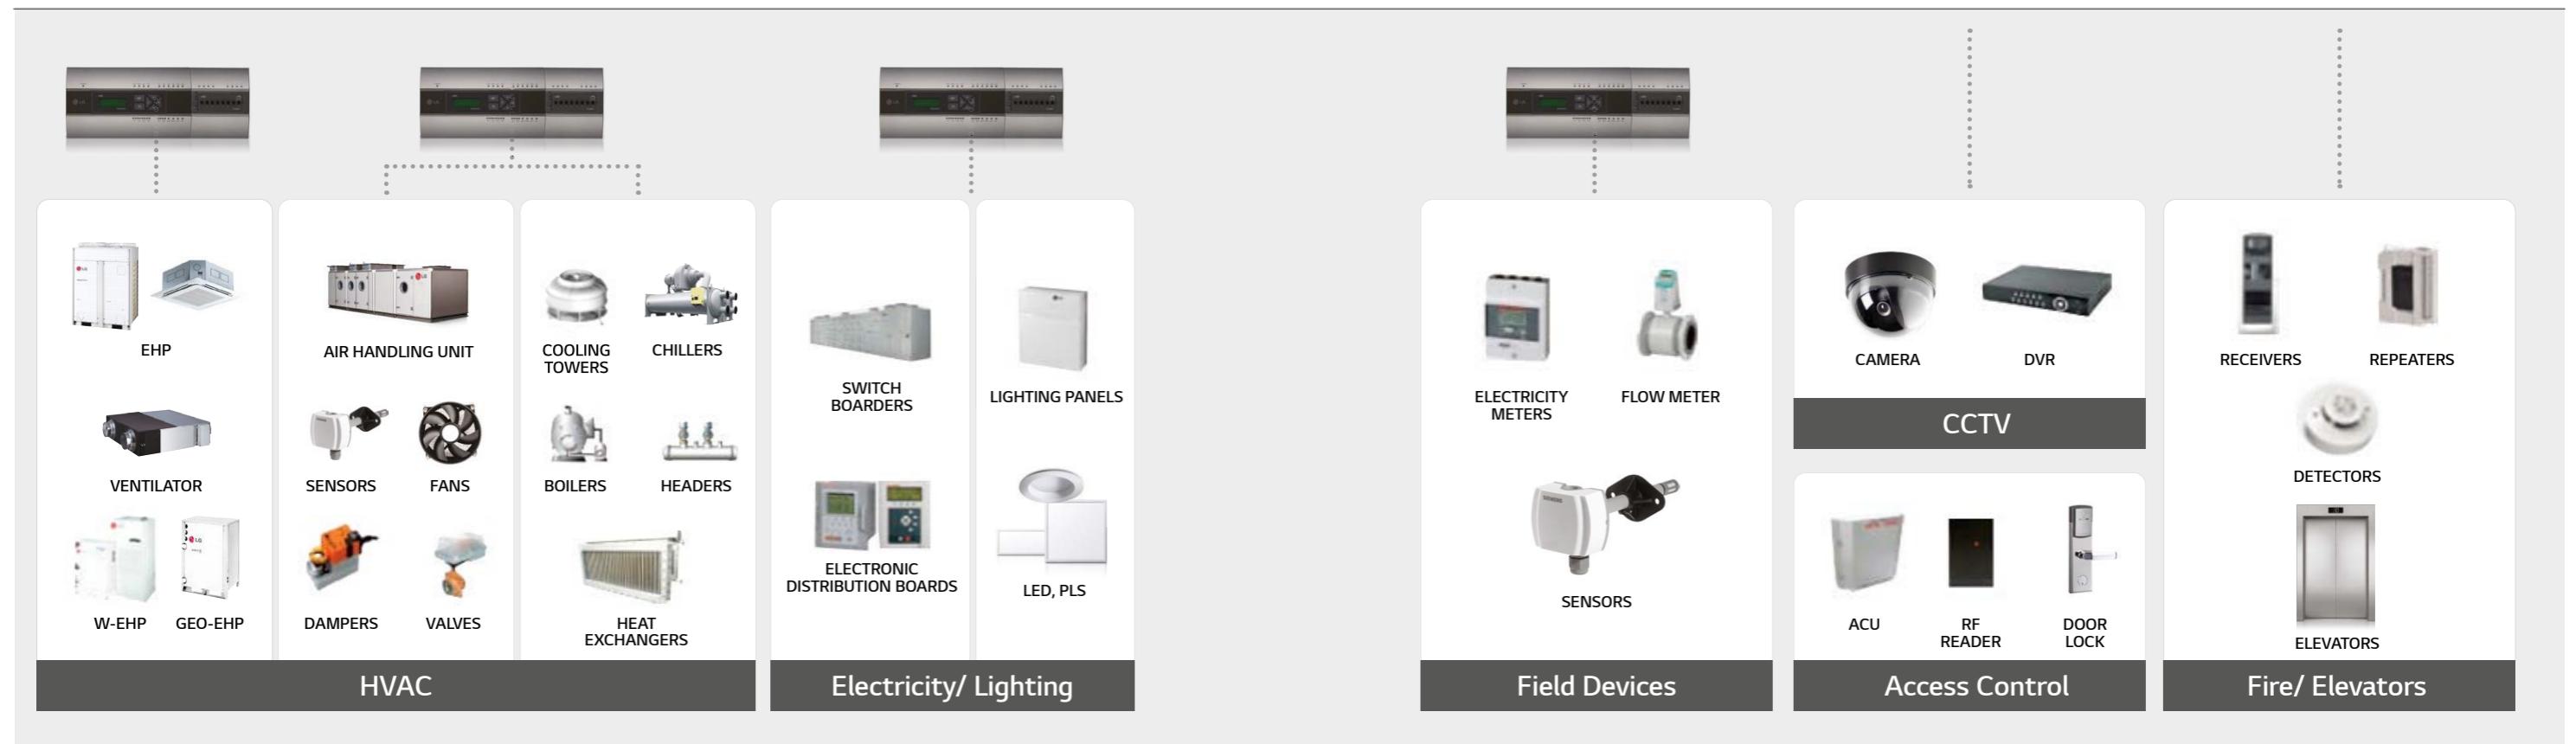 EHP
VENTILATOR
W-EHP
GEO-EHP
AIR HANDLING UNIT
SENSORS
FANS
DAMPERS
VALVES
COOLING
TOWERS
CHILLERS
BOILERS
HEADERS
HEAT
EXCHANGERS
HVAC
SWITCH
BOARDERS
ELECTRONIC
DISTRIBUTION BOARDS
LIGHTING PANELS
LED, PLS
Electricity/ Lighting
ELECTRICITY
METERS
FLOW METER
SIEMENS
SENSORS
Field Devices
CAMERA
DVR
CCTV
ACU
RF
READER
DOOR
LOCK
Access Control
RECEIVERS
REPEATERS
DETECTORS
ELEVATORS
Fire/ Elevators